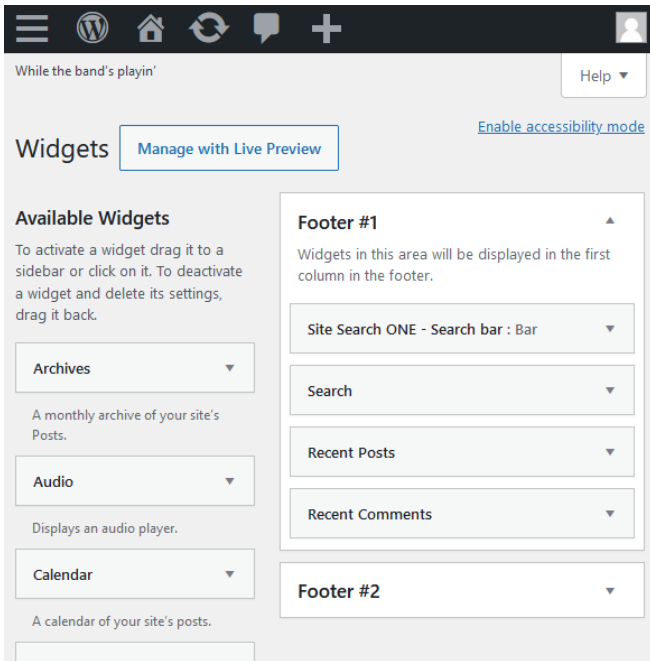 While the band's playin'
Help
Enable accessibility mode
Widgets
Manage with Live Preview
Available Widgets
To activate a widget drag it to a
sidebar or click on it. To deactivate
a widget and delete its settings,
drag it back.
Archives
A monthly archive of your site's
Posts.
Audio
Displays an audio player.
Calendar
A calendar of your site's posts.
Footer #1
Widgets in this area will be displayed in the first
column in the footer.
Site Search ONE - Search bar : Bar
Search
Recent Posts
Recent Comments
Footer #2